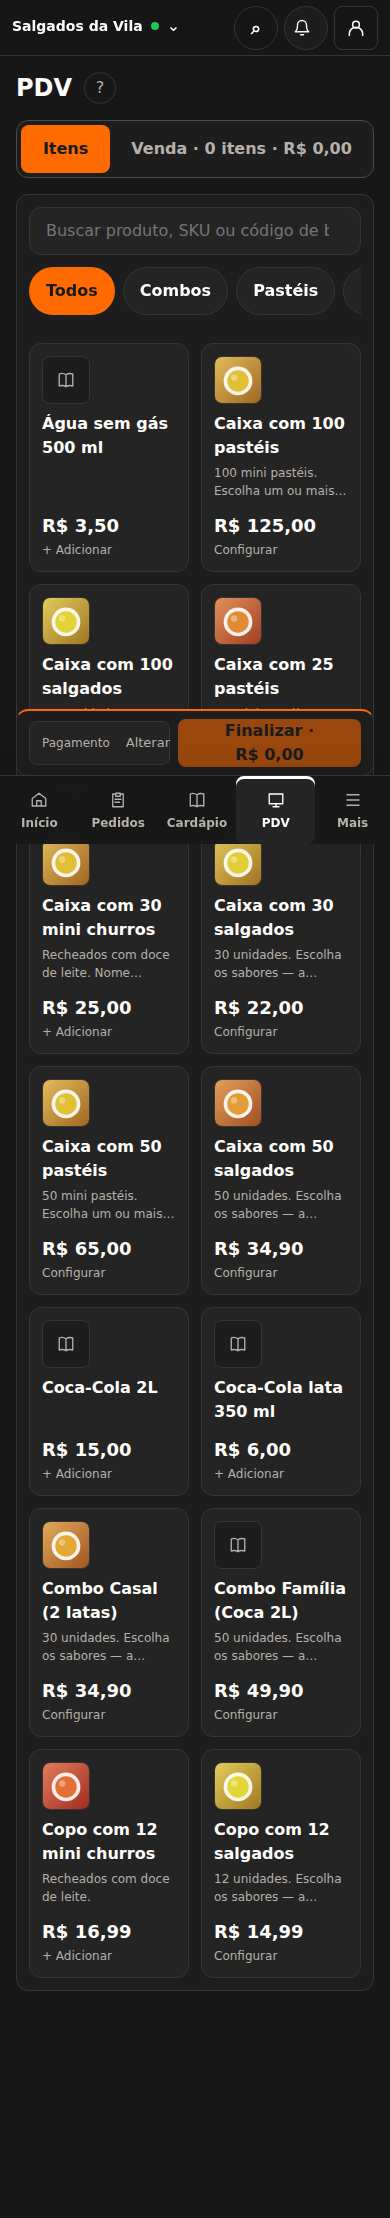 Salgados da Vila
PDV
?
Itens
Venda · 0 itens · R$ 0,00
Buscar produto, SKU ou código de b
Todos
Combos
Pastéis
Água sem gás
500 ml
R$ 3,50
+ Adicionar
Caixa com 100
pastéis
100 mini pastéis.
Escolha um ou mais...
R$ 125,00
Configurar
Caixa com 100
salgados
Caixa com 25
pastéis
Pagamento
Alterar
Finalizar ·
R$ 0,00
Início
Pedidos
Cardápio
PDV
Mais
Caixa com 30
mini churros
Recheados com doce
de leite. Nome...
R$ 25,00
+ Adicionar
Caixa com 30
salgados
30 unidades. Escolha
os sabores — a...
R$ 22,00
Configurar
Caixa com 50
pastéis
50 mini pastéis.
Escolha um ou mais...
R$ 65,00
Configurar
Caixa com 50
salgados
50 unidades. Escolha
os sabores — a...
R$ 34,90
Configurar
Coca-Cola 2L
R$ 15,00
+ Adicionar
Coca-Cola lata
350 ml
R$ 6,00
+ Adicionar
Combo Casal
(2 latas)
30 unidades. Escolha
os sabores — a...
R$ 34,90
Configurar
Combo Família
(Coca 2L)
50 unidades. Escolha
os sabores — a...
R$ 49,90
Configurar
Copo com 12
mini churros
Recheados com doce
de leite.
R$ 16,99
+ Adicionar
Copo com 12
salgados
12 unidades. Escolha
os sabores — a...
R$ 14,99
Configurar